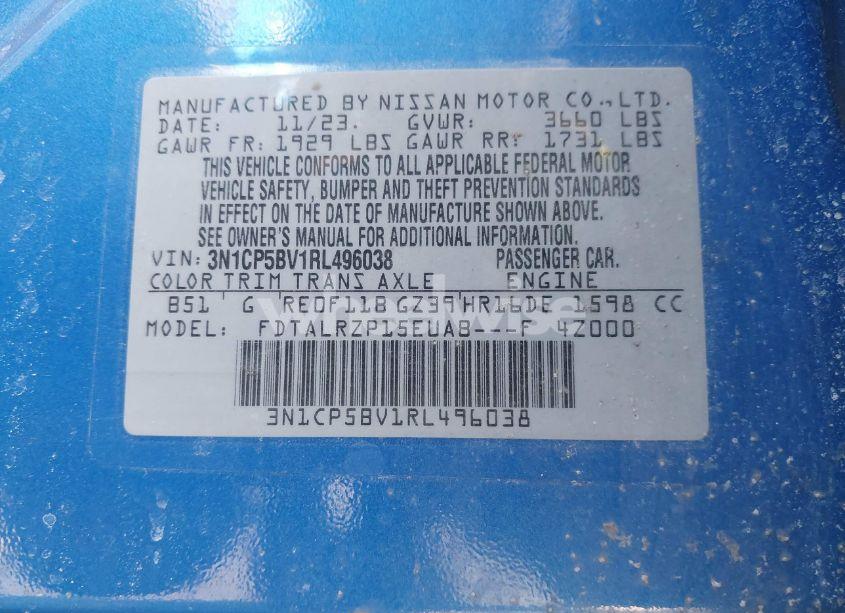 MANUFACTURED BY NISSAN MOTOR CO., LTD.
DATE: 11/23. GVWR: 3660 LBS
GAWR FR: 1929 LBS GAWR RR: 1731 LBS
THIS VEHICLE CONFORMS TO ALL APPLICABLE FEDERAL MOTOR
VEHICLE SAFETY, BUMPER AND THEFT PREVENTION STANDARDS
IN EFFECT ON THE DATE OF MANUFACTURE SHOWN ABOVE.
SEE OWNER'S MANUAL FOR ADDITIONAL INFORMATION.
VIN: 3N1CP5BV1RL496038 PASSENGER CAR.
COLOR TRIM TRANS AXLE ENGINE
B51 G RE0F11B GZ39 HR16DE 1598 CC
MODEL: FDTALRZP15EUAB---F 4Z000
3N1CP5BV1RL496038